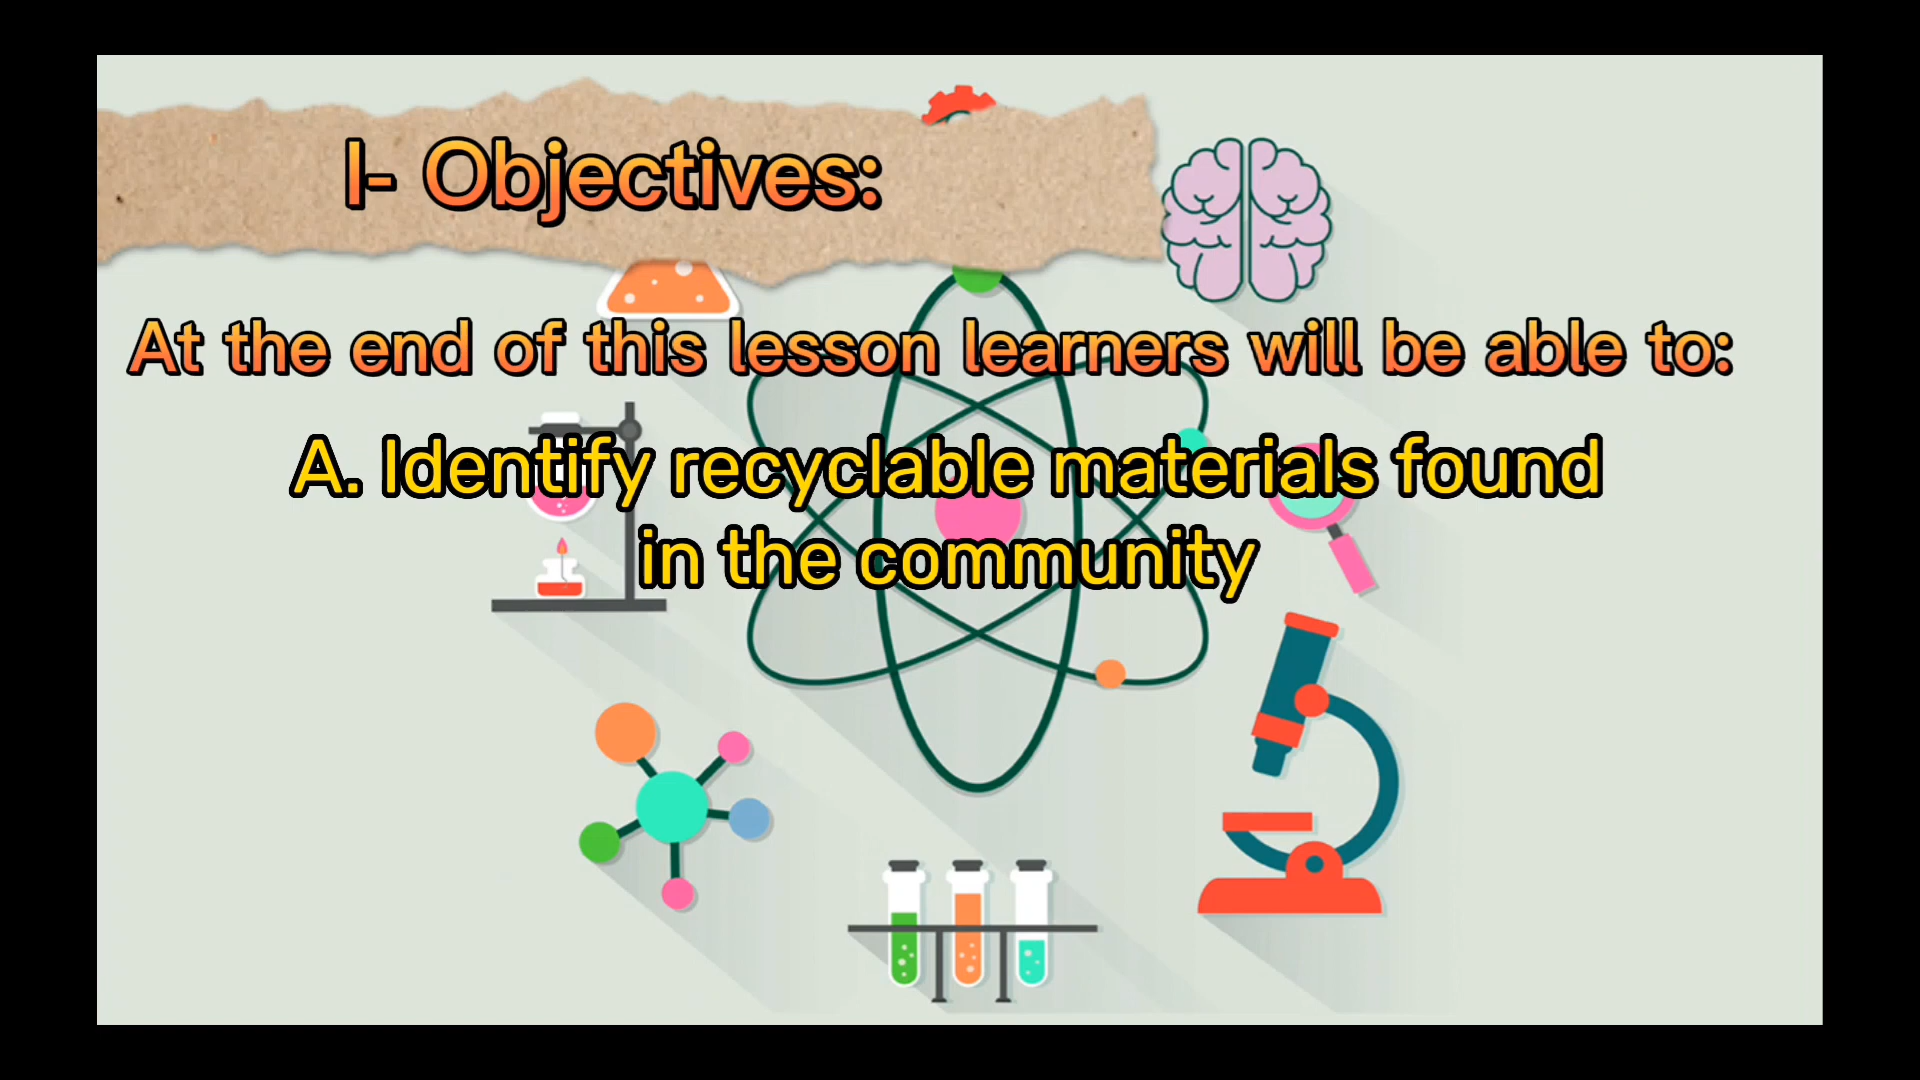 I- Objectives:
At the end of this lesson learners will be able to:
A. Identify recyclable materials found
in the community